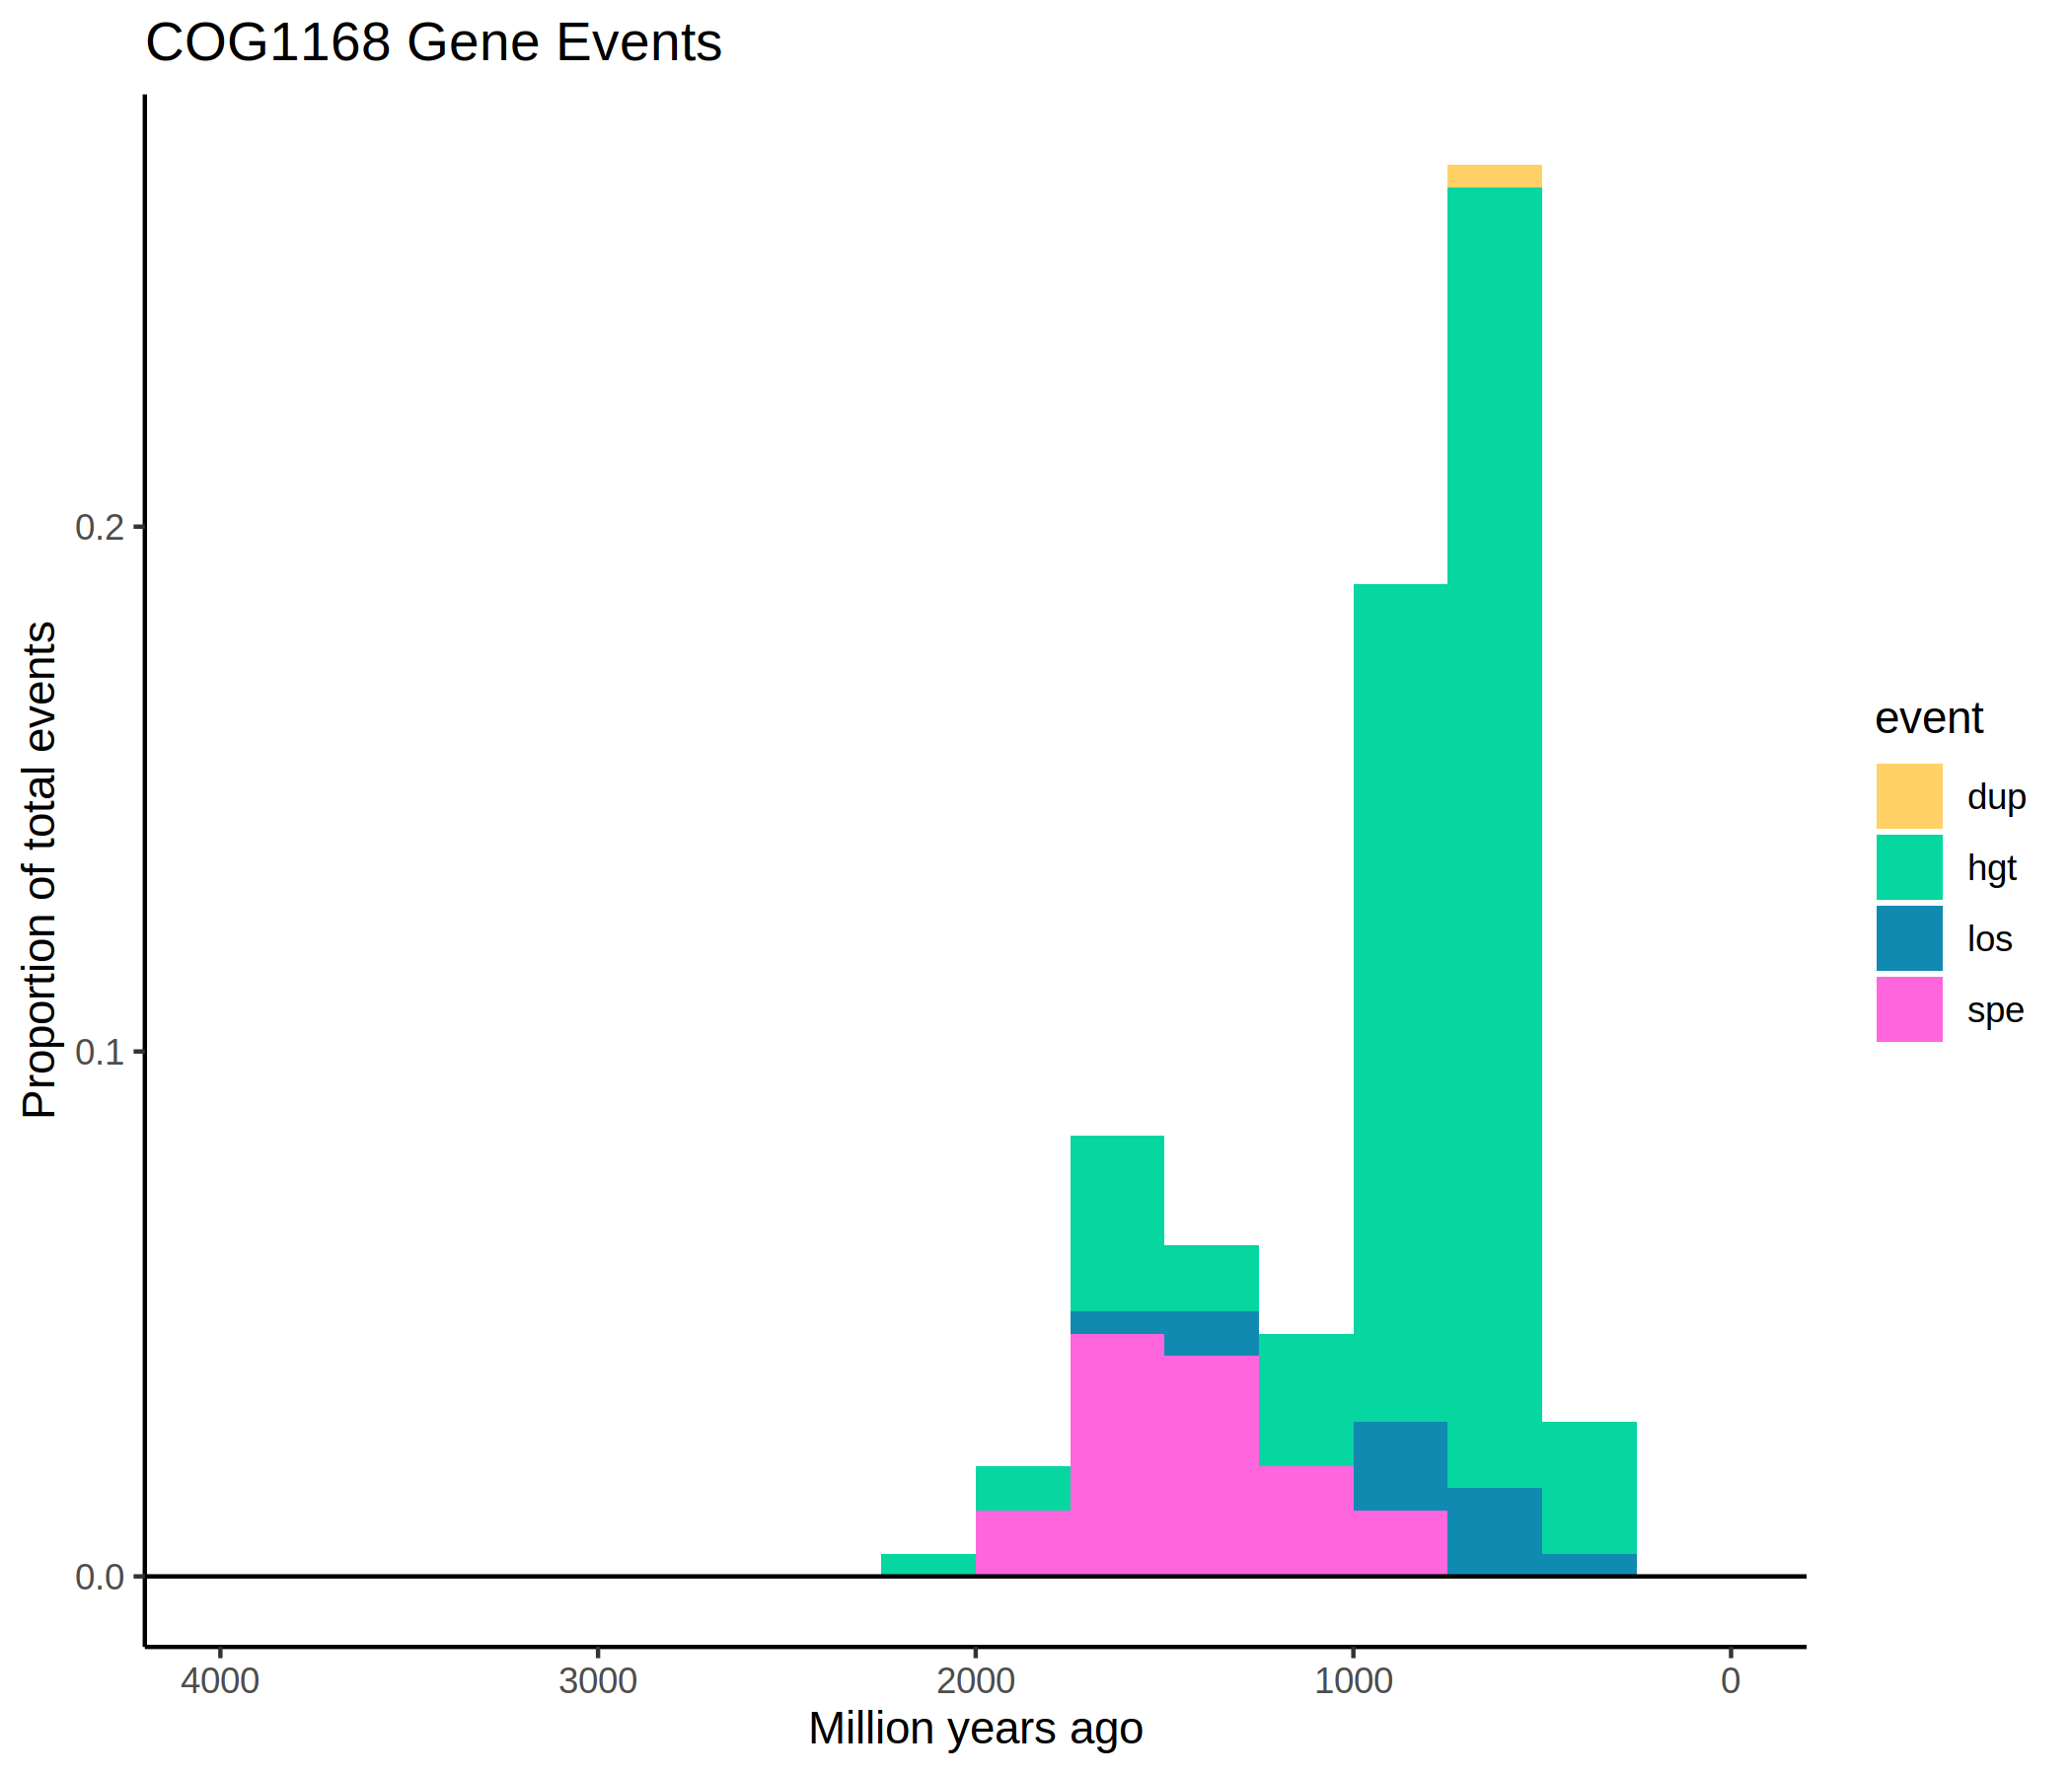 COG1168 Gene Events
Proportion of total events
0.2
0.1
0.0
4000 3000 2000 1000 0
Million years ago
event
dup
hgt
los
spe